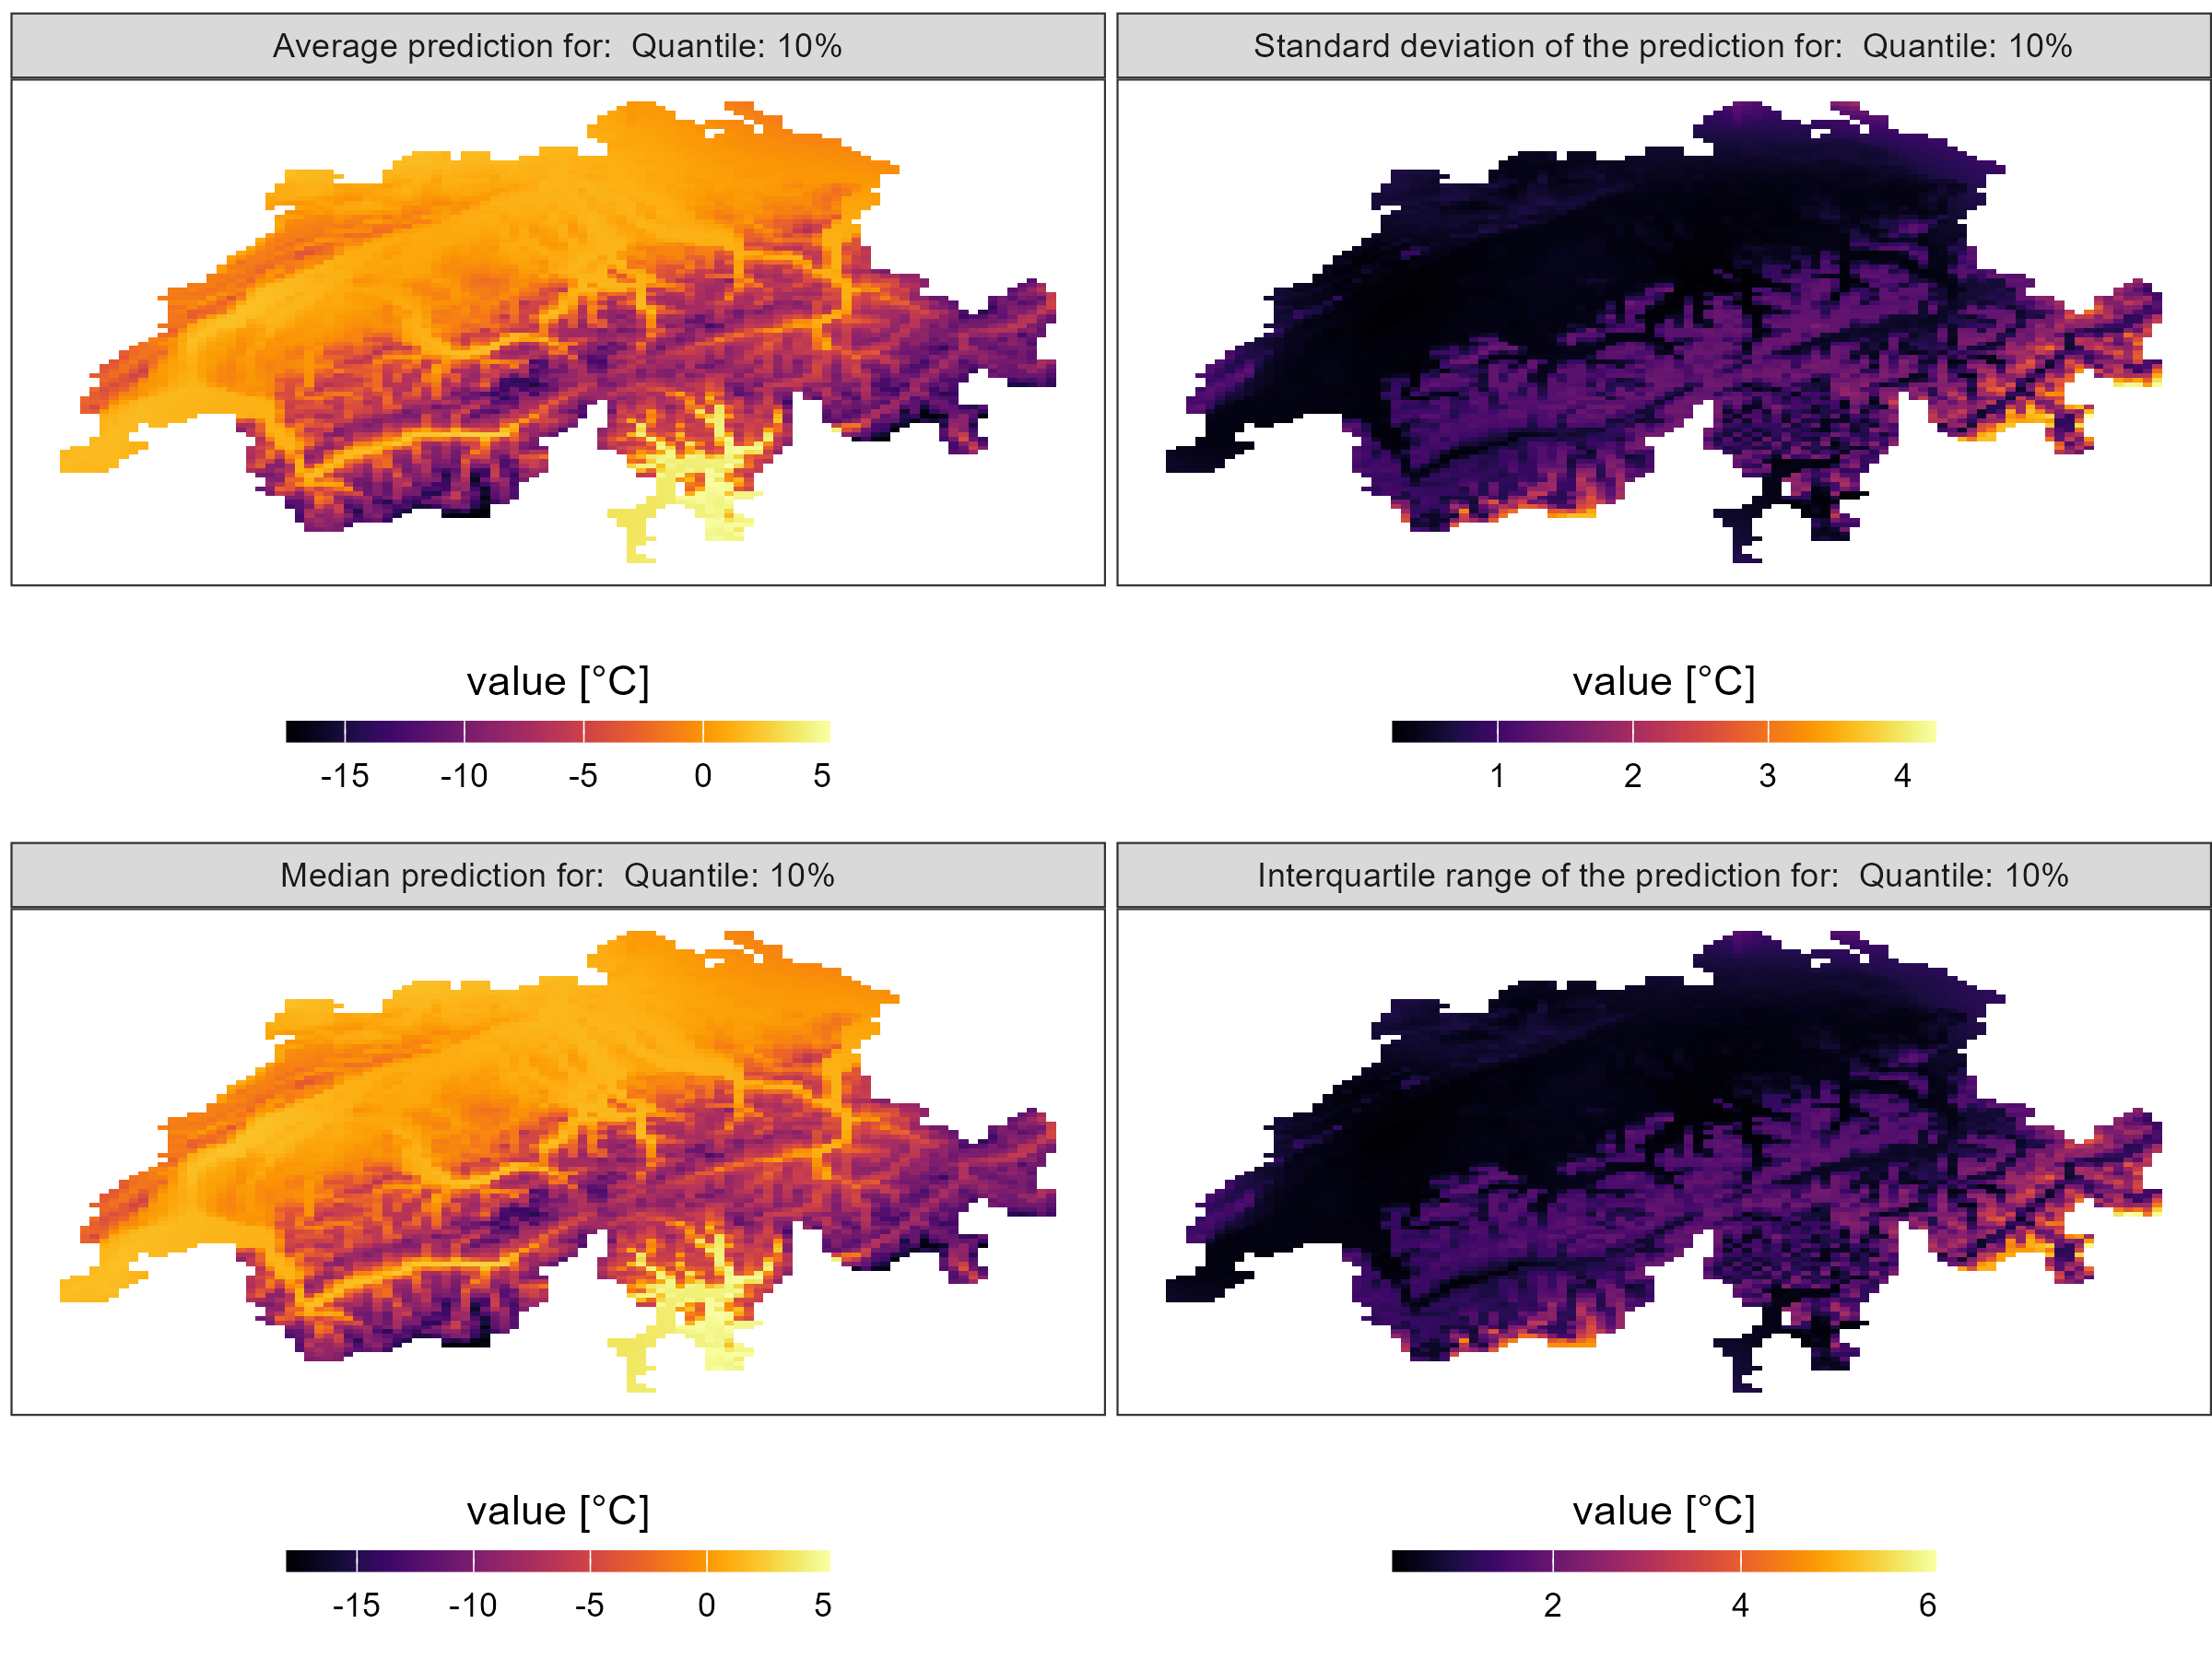 Average prediction for:  Quantile: 10%
Standard deviation of the prediction for:  Quantile: 10%
value [°C]
-15 -10 -5 0 5
value [°C]
1 2 3 4
Median prediction for:  Quantile: 10%
Interquartile range of the prediction for:  Quantile: 10%
value [°C]
-15 -10 -5 0 5
value [°C]
2 4 6